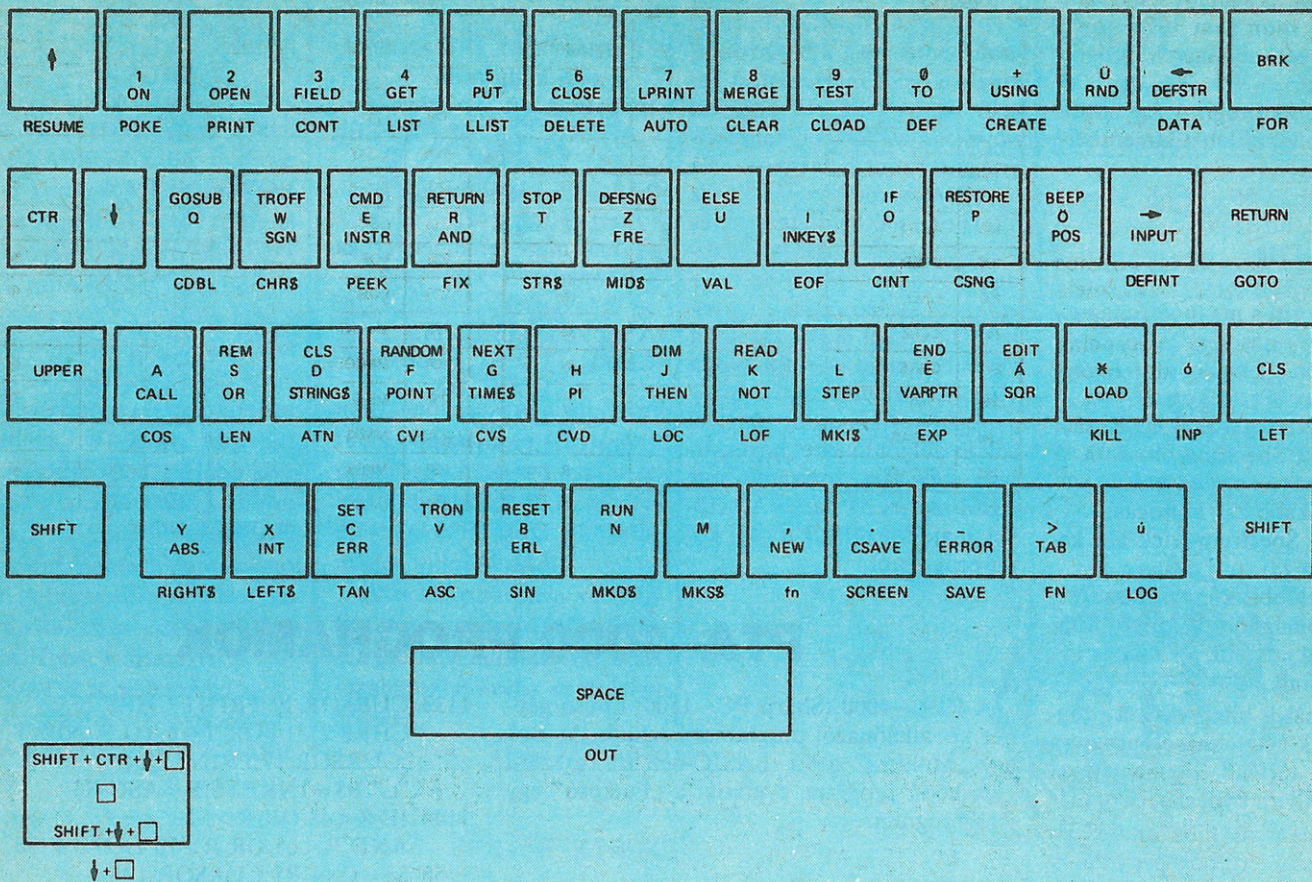 ↑ 1 2 3 4 5 6 7 8 9 Ø + Ü ← BRK
ON OPEN FIELD GET PUT CLOSE LPRINT MERGE TEST TO USING RND DEFSTR
RESUME POKE PRINT CONT LIST LLIST DELETE AUTO CLEAR CLOAD DEF CREATE DATA FOR
GOSUB TROFF CMD RETURN STOP DEFSNG ELSE IF RESTORE BEEP
CTR ↓ Q W E R T Z U I O P Ö → RETURN
SGN INSTR AND FRE INKEY$ POS INPUT
CDBL CHR$ PEEK FIX STR$ MID$ VAL EOF CINT CSNG DEFINT GOTO
REM CLS RANDOM NEXT DIM READ END EDIT
UPPER A S D F G H J K L É Á ó CLS
CALL OR STRING$ POINT TIME$ PI THEN NOT STEP VARPTR SQR LOAD
COS LEN ATN CVI CVS CVD LOC LOF MKI$ EXP KILL INP LET
SET TRON RESET RUN
SHIFT Y X C V B N M , . _ > ú SHIFT
ABS INT ERR ERL NEW CSAVE ERROR TAB
RIGHT$ LEFT$ TAN ASC SIN MKD$ MKS$ fn SCREEN SAVE FN LOG
SPACE
OUT
SHIFT + CTR + ↓ + □
□
SHIFT + ↓ + □
↓ + □